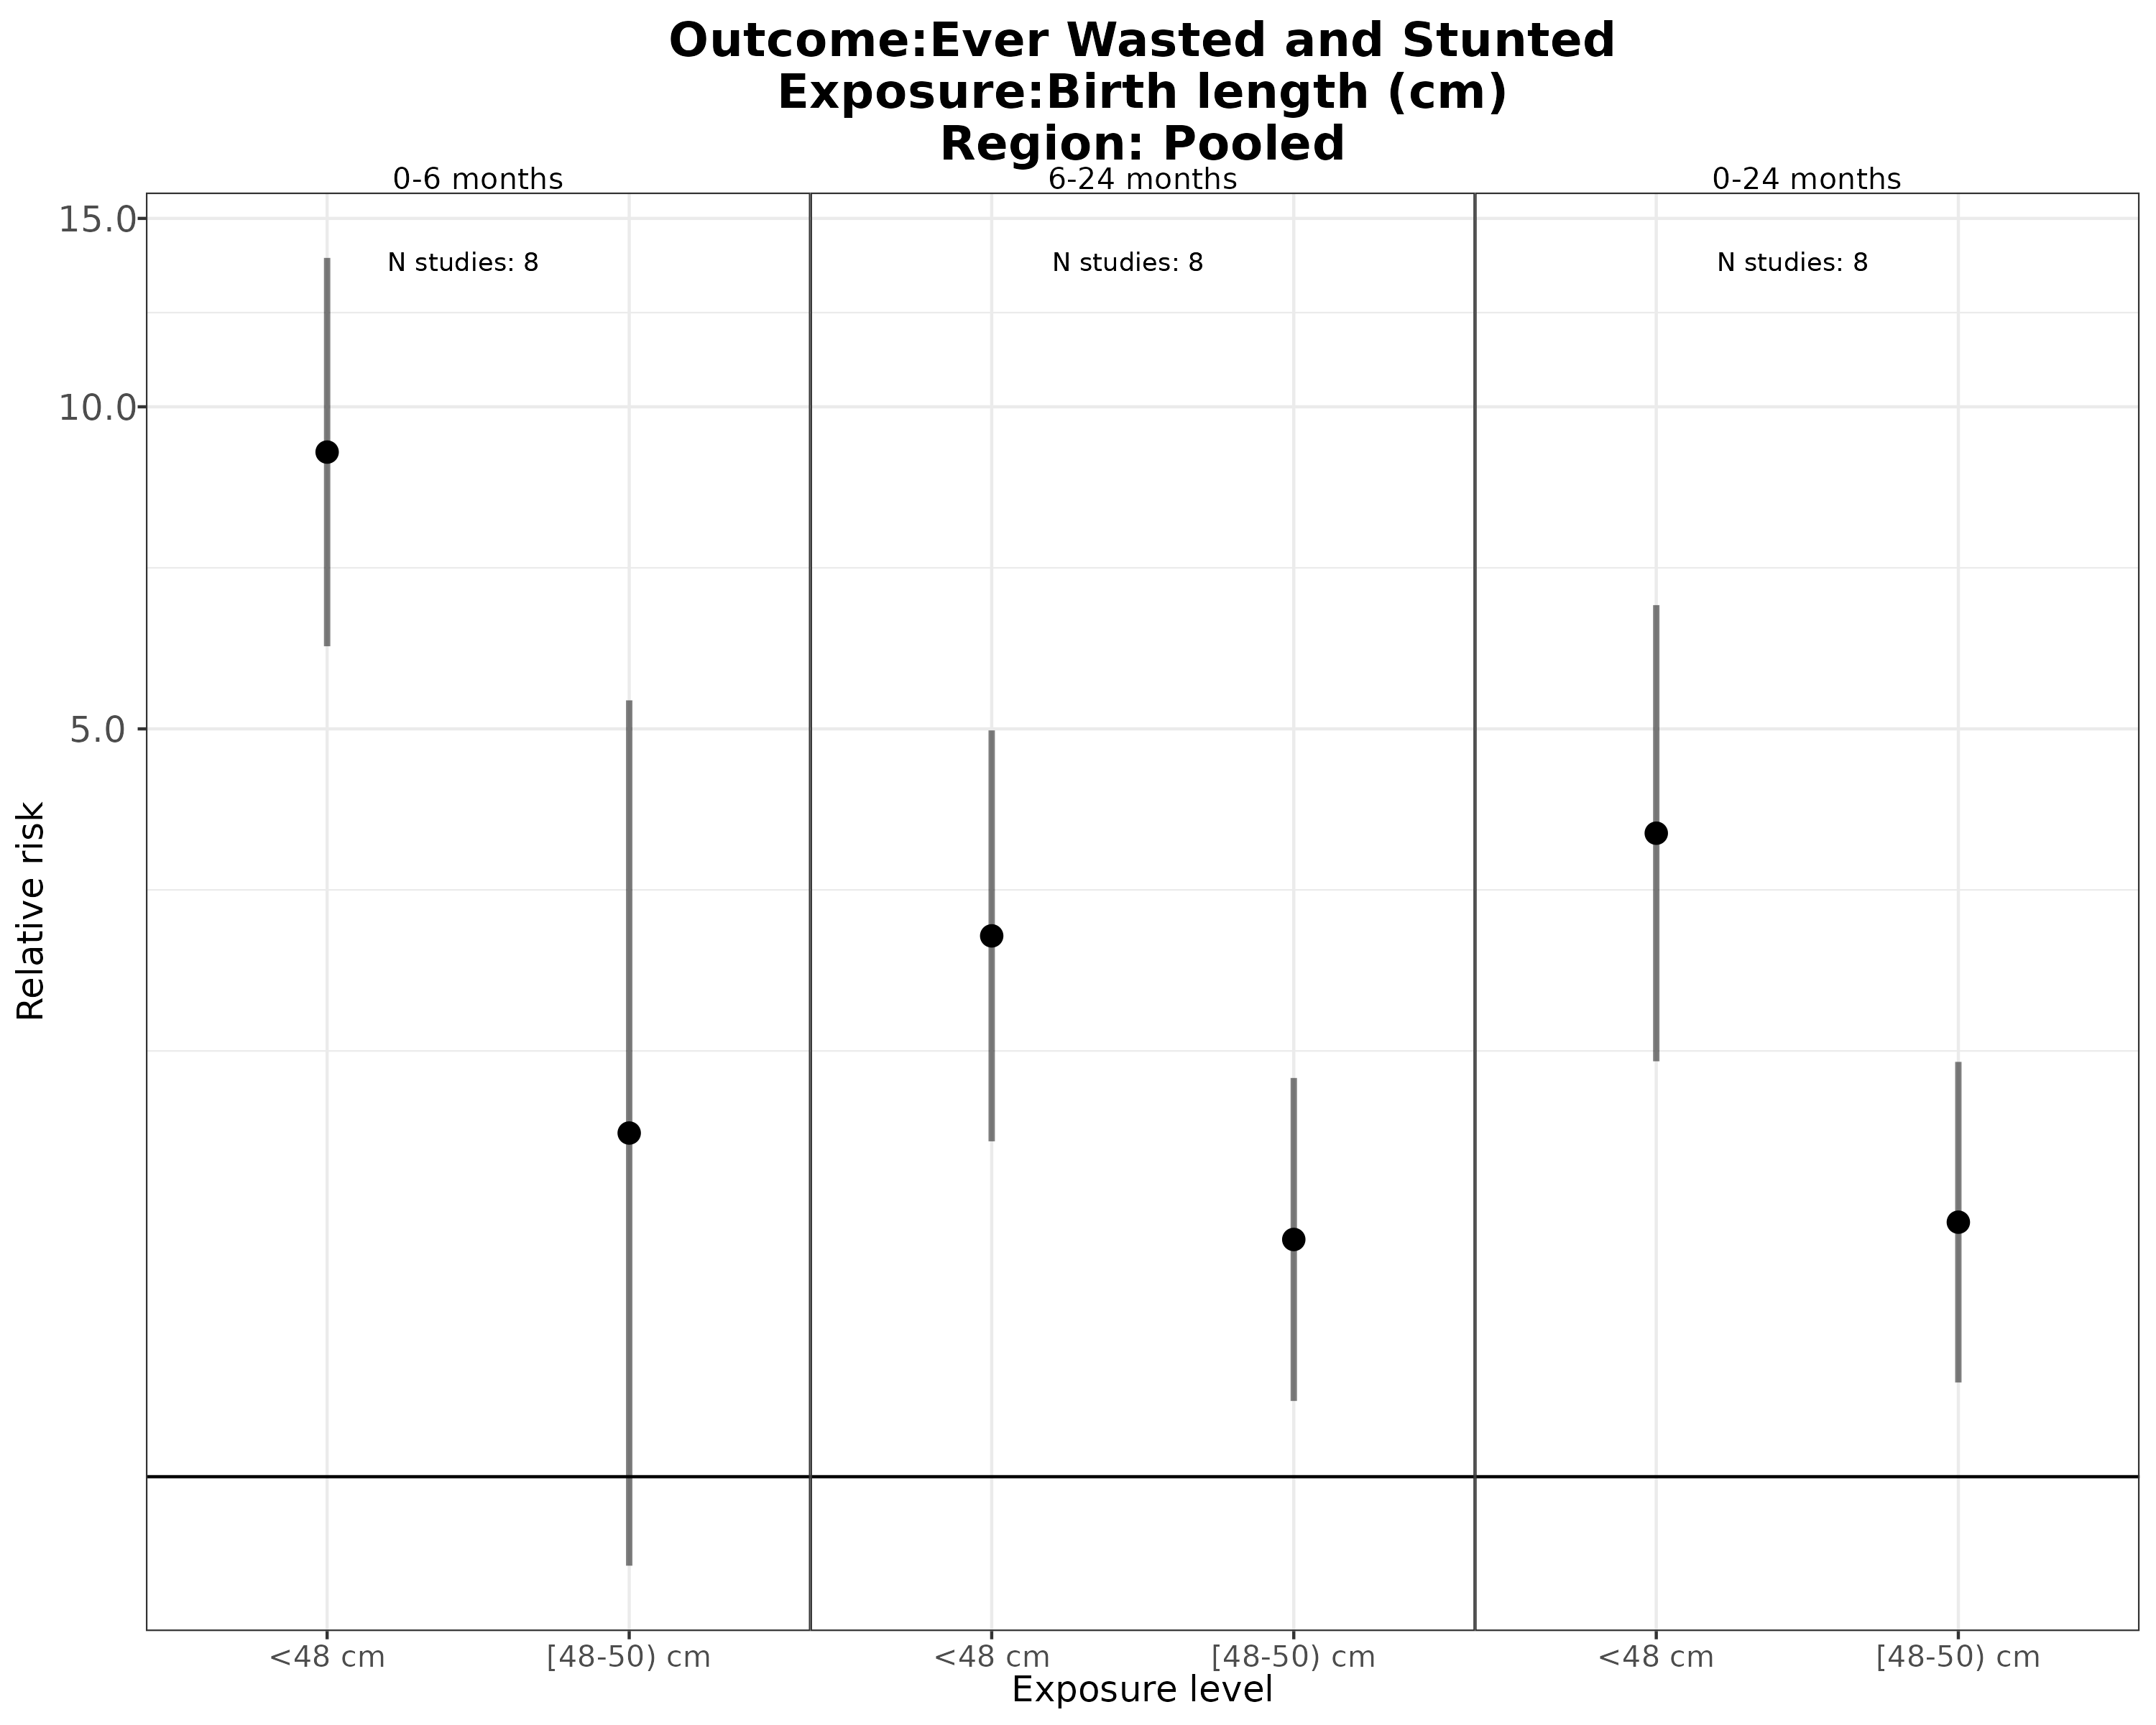 Outcome:Ever Wasted and Stunted
Exposure:Birth length (cm)
Region: Pooled
0-6 months
6-24 months
0-24 months
15.0
N studies: 8
N studies: 8
N studies: 8
10.0
5.0
Relative risk
<48 cm
[48-50) cm
<48 cm
[48-50) cm
<48 cm
[48-50) cm
Exposure level